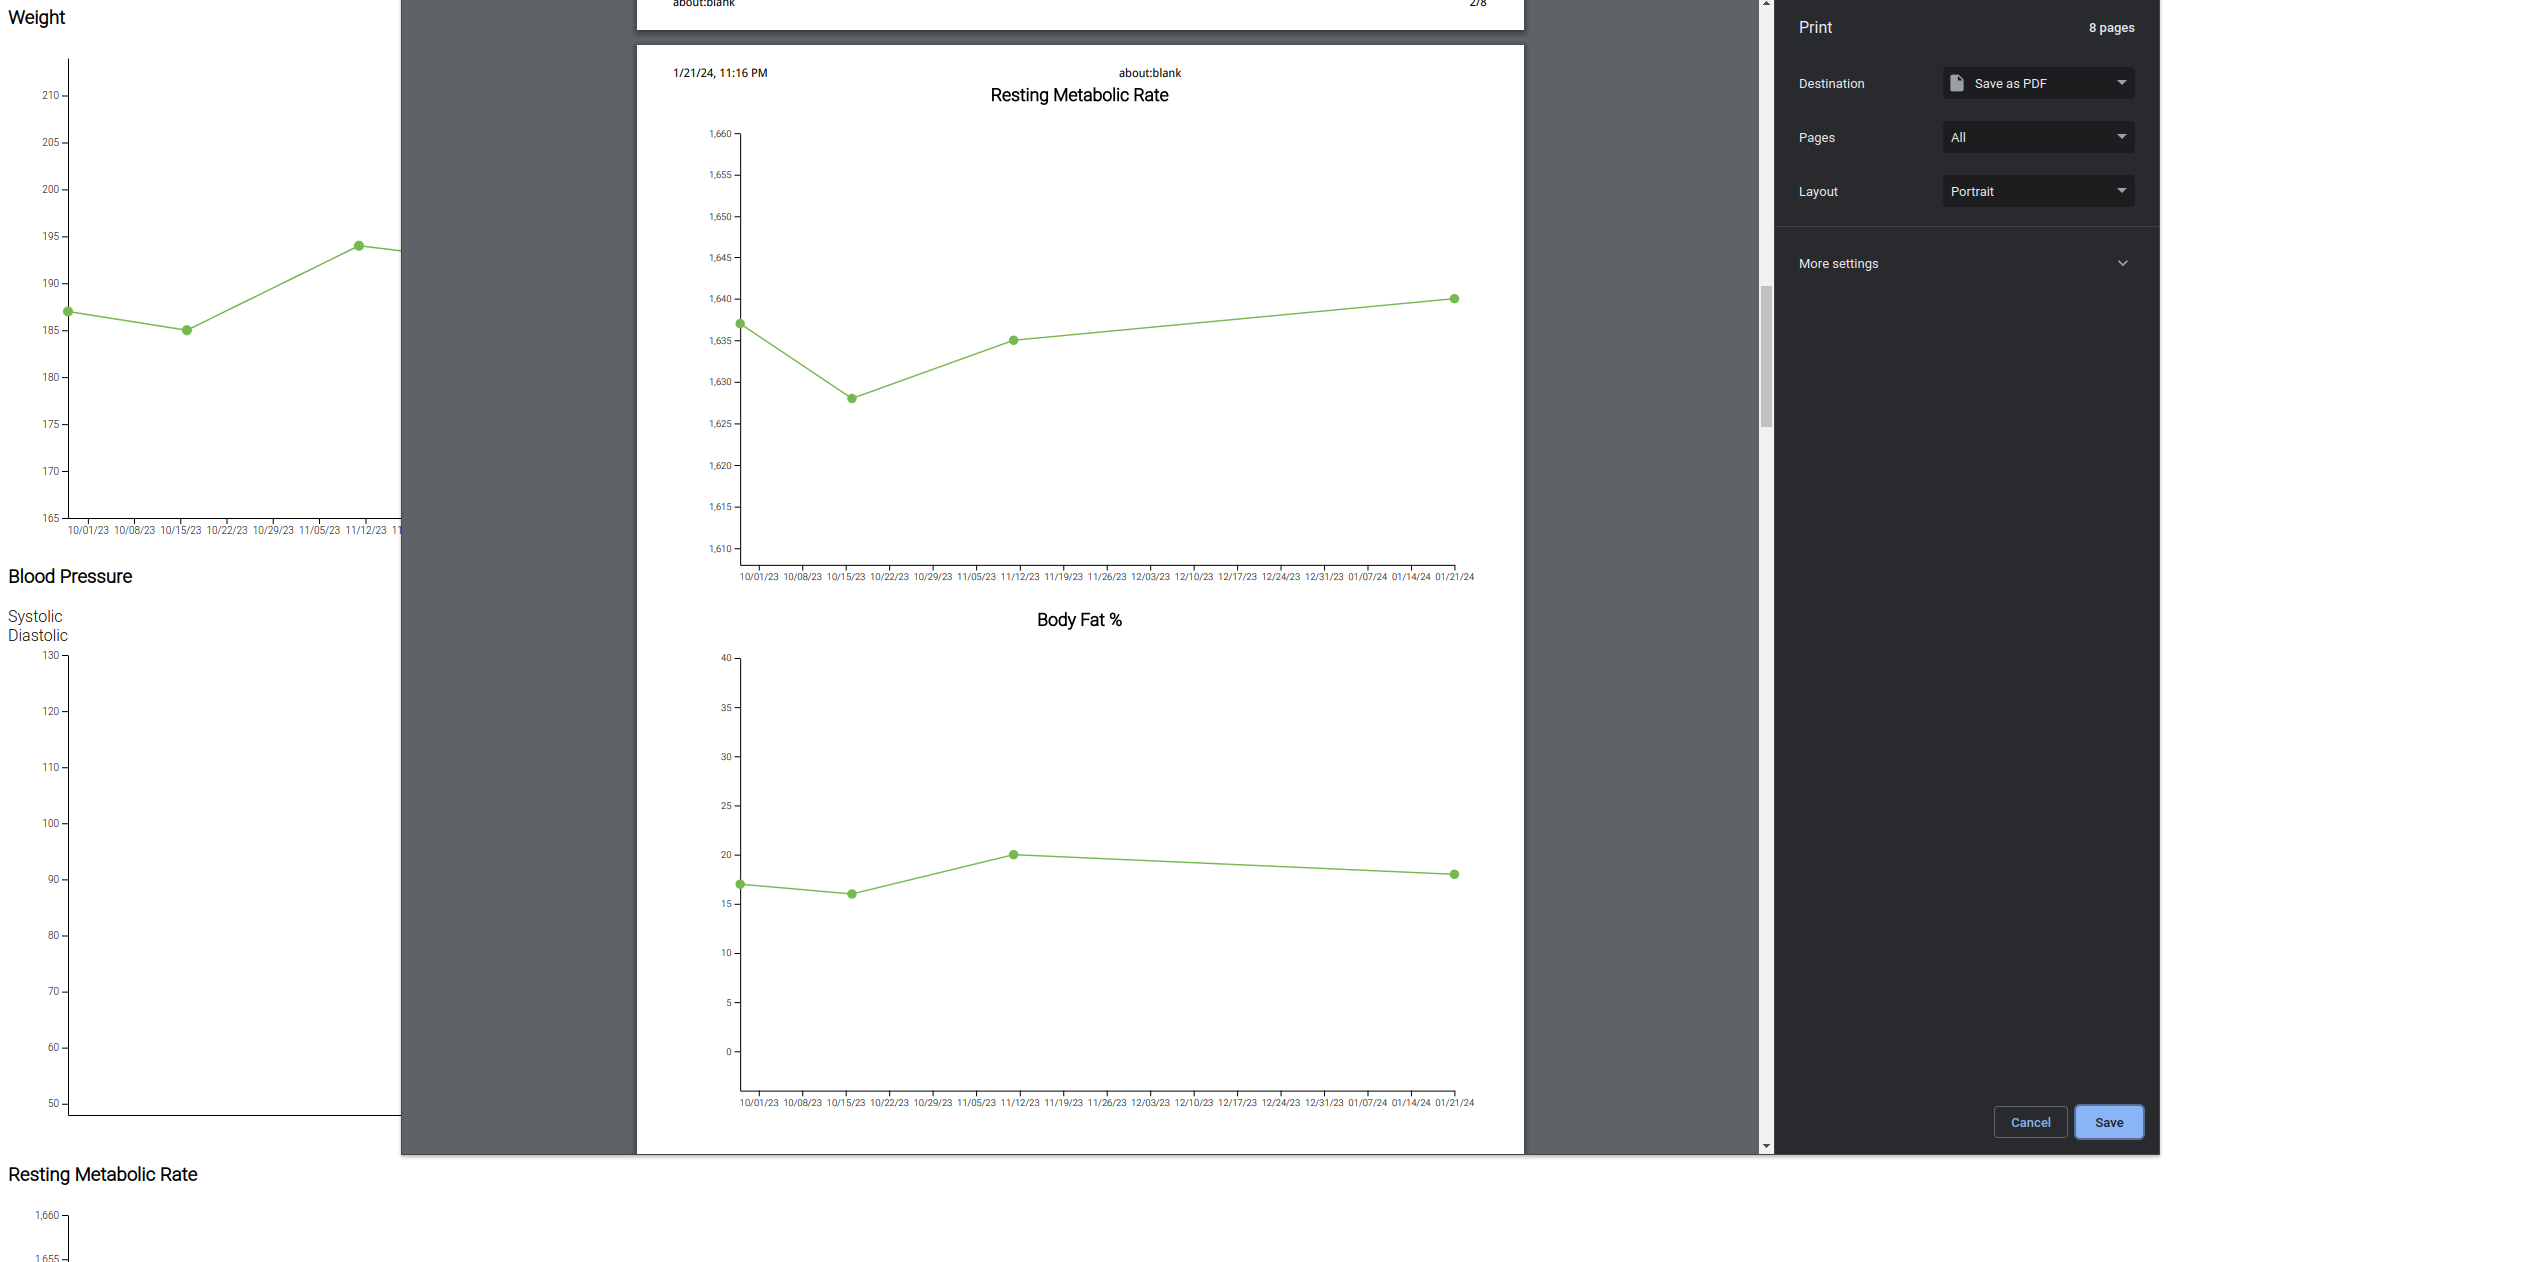 Weight
210
205
200
195
190
185
180
175
170
165
10/01/23 10/08/23 10/15/23 10/22/23 10/29/23 11/05/23 11/12/23 11
Blood Pressure
Systolic
Diastolic
130
120
110
100
90
80
70
60
50
Resting Metabolic Rate
1,660
1,655
about:blank 2/8
1/21/24, 11:16 PM about:blank
Resting Metabolic Rate
1,660
1,655
1,650
1,645
1,640
1,635
1,630
1,625
1,620
1,615
1,610
10/01/23 10/08/23 10/15/23 10/22/23 10/29/23 11/05/23 11/12/23 11/19/23 11/26/23 12/03/23 12/10/23 12/17/23 12/24/23 12/31/23 01/07/24 01/14/24 01/21/24
Body Fat %
40
35
30
25
20
15
10
5
0
10/01/23 10/08/23 10/15/23 10/22/23 10/29/23 11/05/23 11/12/23 11/19/23 11/26/23 12/03/23 12/10/23 12/17/23 12/24/23 12/31/23 01/07/24 01/14/24 01/21/24
Print 8 pages
Destination Save as PDF
Pages All
Layout Portrait
More settings
Cancel Save